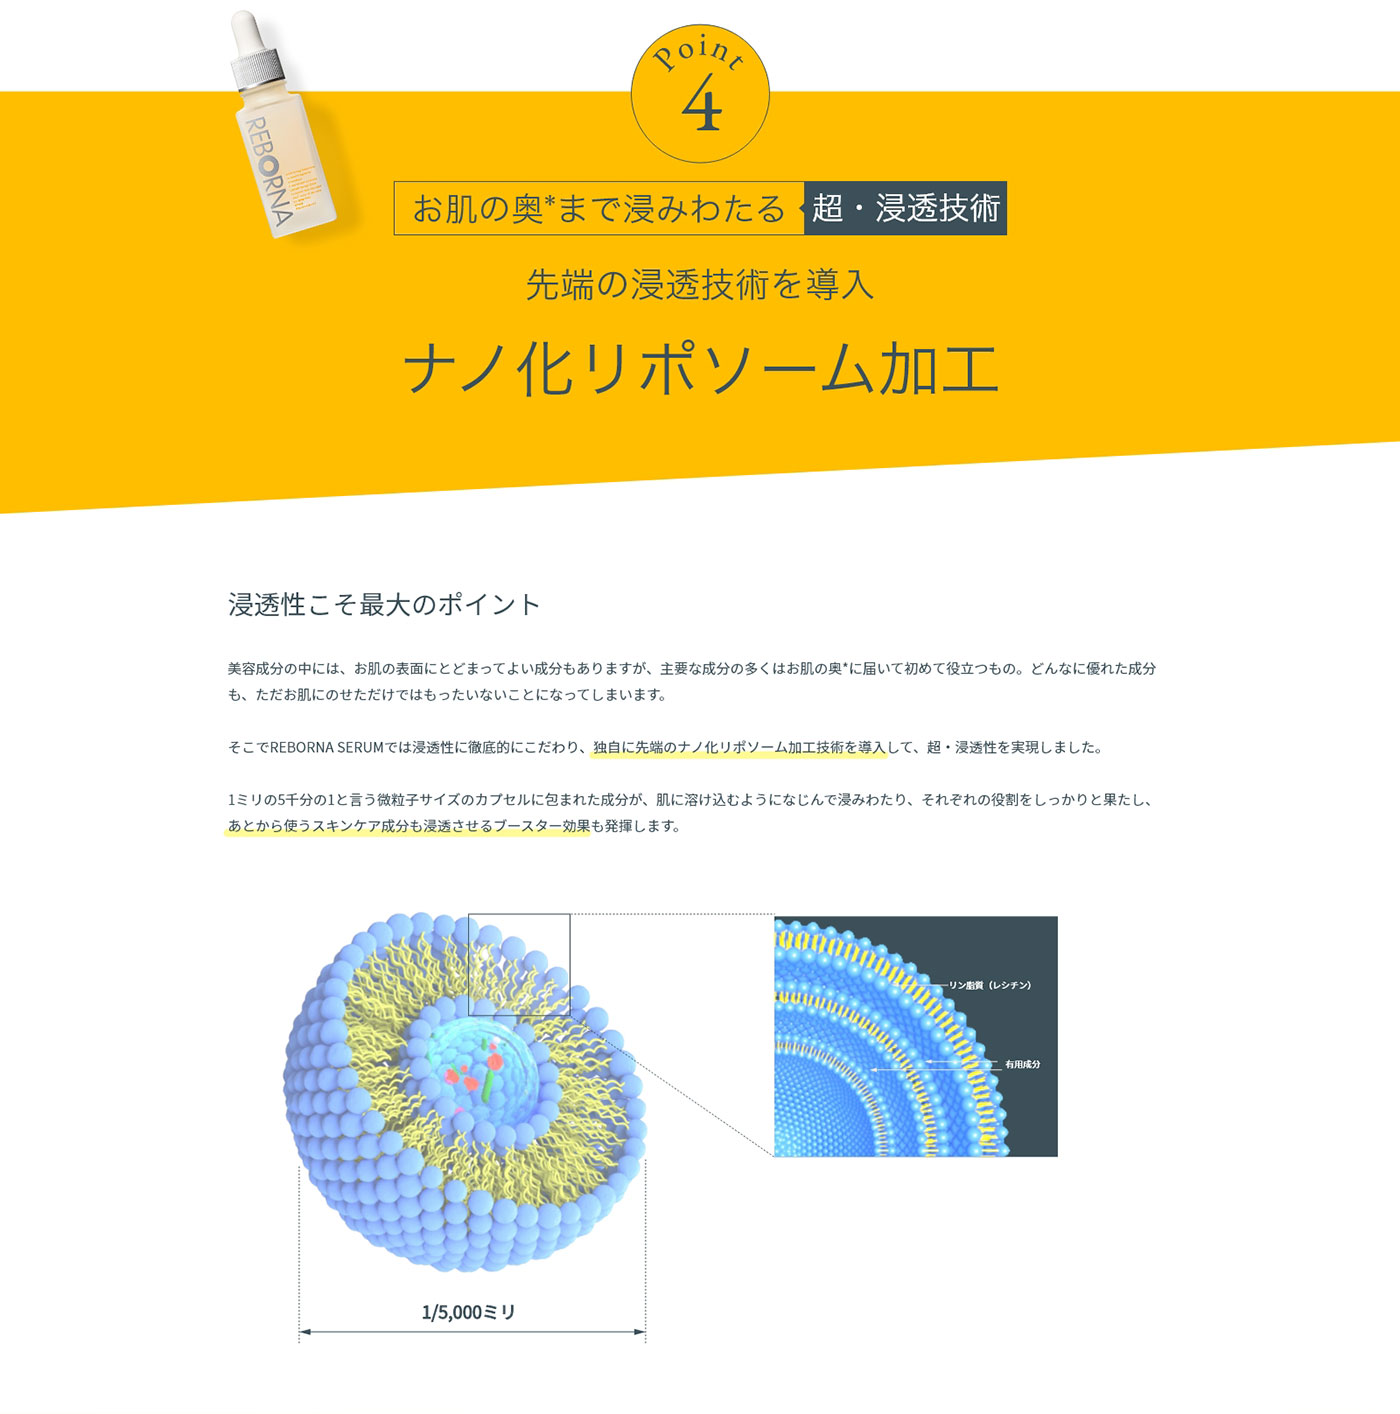 Point
4
REBORNA
お肌の奥*まで浸みわたる 超・浸透技術
先端の浸透技術を導入
ナノ化リポソーム加工
浸透性こそ最大のポイント
美容成分の中には、お肌の表面にとどまってよい成分もありますが、主要な成分の多くはお肌の奥*に届いて初めて役立つもの。どんなに優れた成分
も、ただお肌にのせただけではもったいないことになってしまいます。
そこでREBORNA SERUMでは浸透性に徹底的にこだわり、独自に先端のナノ化リポソーム加工技術を導入して、超・浸透性を実現しました。
1ミリの5千分の1と言う微粒子サイズのカプセルに包まれた成分が、肌に溶け込むようになじんで浸みわたり、それぞれの役割をしっかりと果たし、
あとから使うスキンケア成分も浸透させるブースター効果も発揮します。
リン脂質（レシチン）
有用成分
1/5,000ミリ